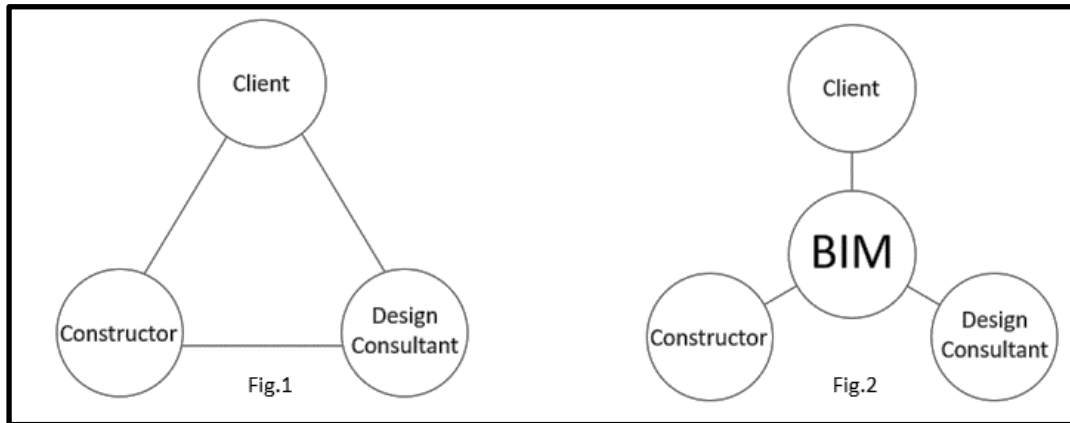 Client
Constructor
Design
Consultant
Fig.1
Client
BIM
Constructor
Design
Consultant
Fig.2